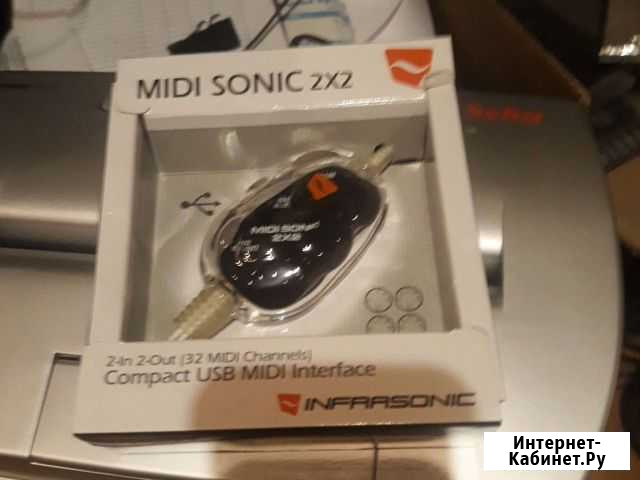 MIDI SONIC 2X2
MIDI SONIC
2X2
2-In 2-Out (32 MIDI Channels)
Compact USB MIDI Interface
INFRASONIC
Интернет-
Кабинет.Ру